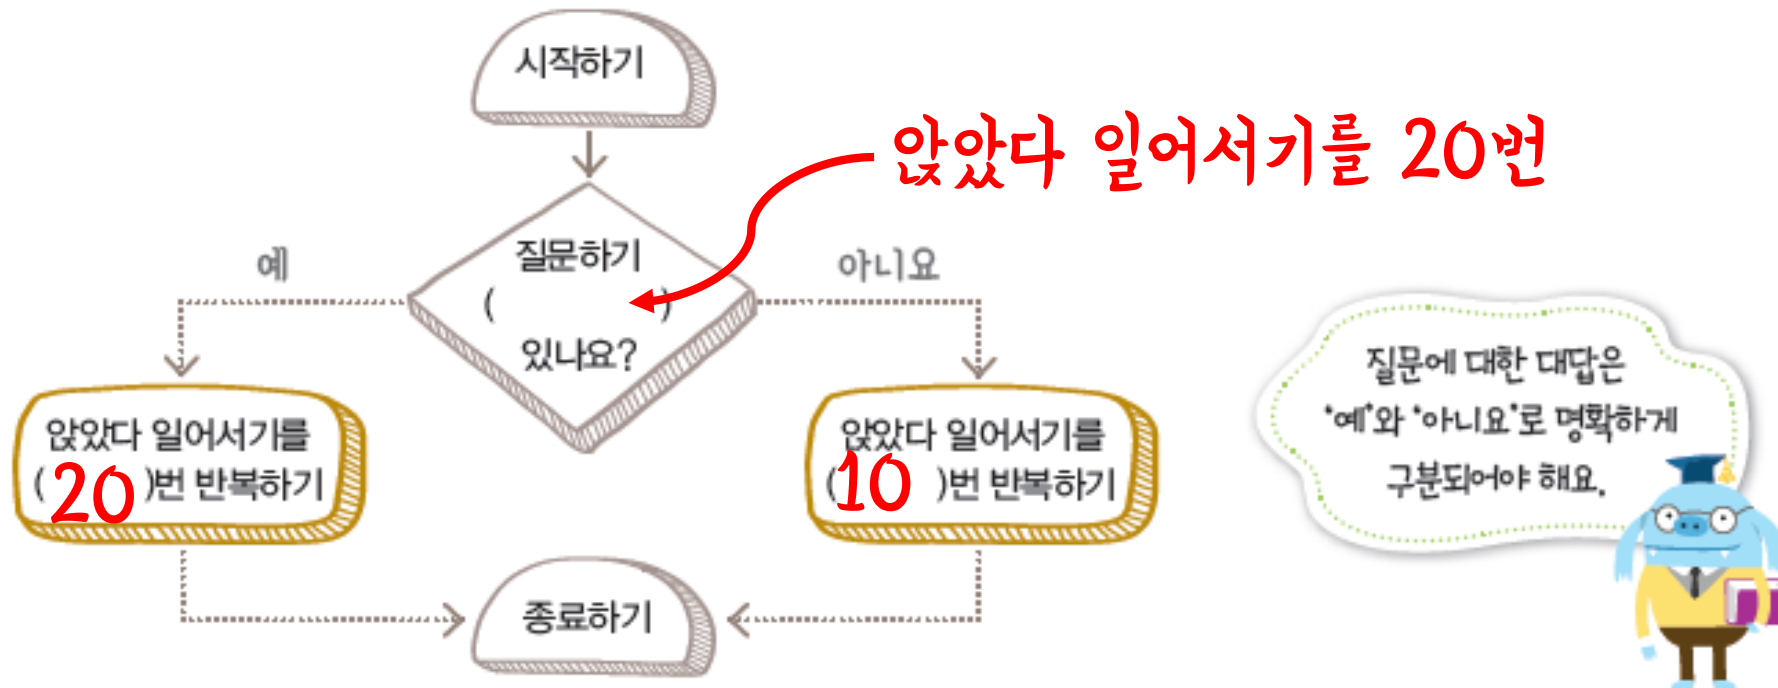 시작하기
앉았다 일어서기를 20번
질문하기
( )
있나요?
예
아니요
앉았다 일어서기를
(20)번 반복하기
앉았다 일어서기를
(10 )번 반복하기
종료하기
질문에 대한 대답은
‘예’와 ‘아니요’로 명확하게
구분되어야 해요.